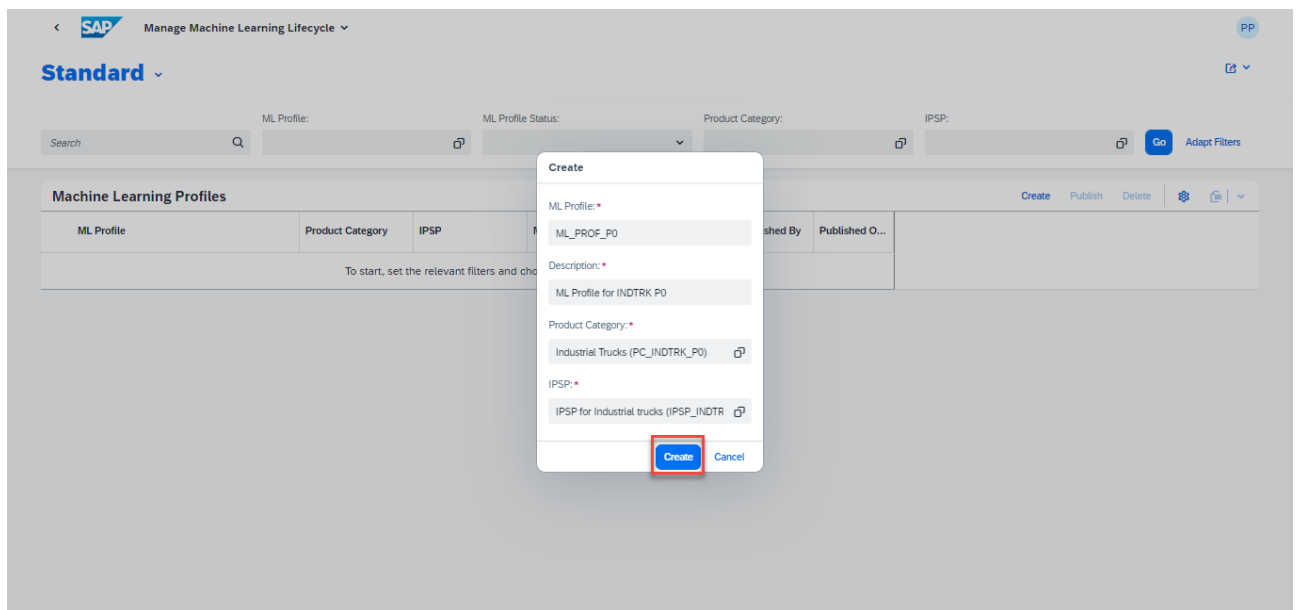 SAP Manage Machine Learning Lifecycle PP
Standard
ML Profile: ML Profile Status: Product Category: IPSP:
Search Go Adapt Filters
Create
Machine Learning Profiles Create Publish Delete
ML Profile:*
ML Profile Product Category IPSP shed By Published O...
ML_PROF_P0
To start, set the relevant filters and cho
Description:*
ML Profile for INDTRK P0
Product Category:*
Industrial Trucks (PC_INDTRK_P0)
IPSP:*
IPSP for Industrial trucks (IPSP_INDTR
Create Cancel